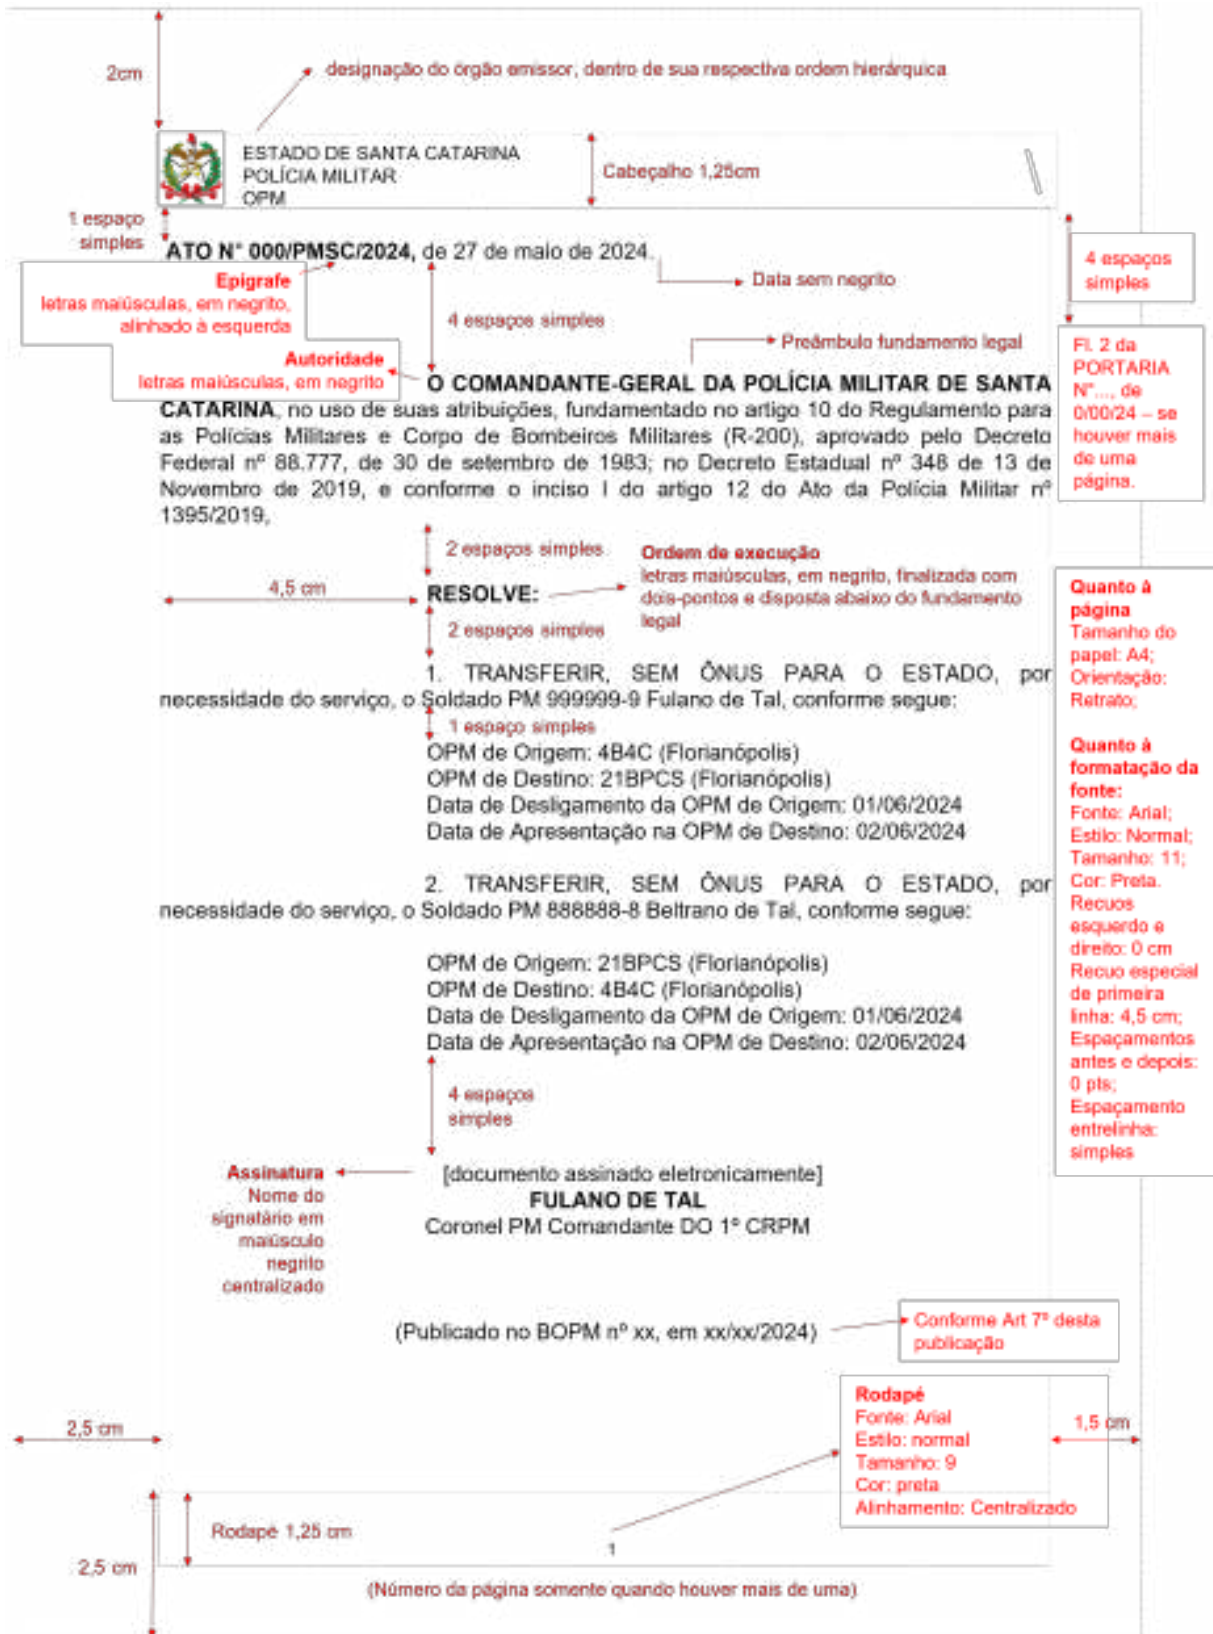 2cm
designação do órgão emissor, dentro de sua respectiva ordem hierárquica
ESTADO DE SANTA CATARINA
POLÍCIA MILITAR
OPM
Cabeçalho 1,25cm
1 espaço
simples
ATO N° 000/PMSC/2024, de 27 de maio de 2024.
4 espaços
simples
Epígrafe
letras maiúsculas, em negrito,
alinhado à esquerda
Data sem negrito
4 espaços simples
Preâmbulo fundamento legal
Autoridade
letras maiúsculas, em negrito
Fl. 2 da
PORTARIA
N°..., de
0/00/24 – se
houver mais
de uma
página.
O COMANDANTE-GERAL DA POLÍCIA MILITAR DE SANTA
CATARINA, no uso de suas atribuições, fundamentado no artigo 10 do Regulamento para
as Polícias Militares e Corpo de Bombeiros Militares (R-200), aprovado pelo Decreto
Federal nº 88.777, de 30 de setembro de 1983; no Decreto Estadual nº 348 de 13 de
Novembro de 2019, e conforme o inciso I do artigo 12 do Ato da Polícia Militar nº
1395/2019,
2 espaços simples
Ordem de execução
letras maiúsculas, em negrito, finalizada com
dois-pontos e disposta abaixo do fundamento
legal
4,5 cm
RESOLVE:
2 espaços simples
Quanto à
página
Tamanho do
papel: A4;
Orientação:
Retrato;
Quanto à
formatação da
fonte:
Fonte: Arial;
Estilo: Normal;
Tamanho: 11;
Cor: Preta.
Recuos
esquerdo e
direito: 0 cm
Recuo especial
de primeira
linha: 4,5 cm;
Espaçamentos
antes e depois:
0 pts;
Espaçamento
entrelinha:
simples
1. TRANSFERIR, SEM ÔNUS PARA O ESTADO, por
necessidade do serviço, o Soldado PM 999999-9 Fulano de Tal, conforme segue:
1 espaço simples
OPM de Origem: 4B4C (Florianópolis)
OPM de Destino: 21BPCS (Florianópolis)
Data de Desligamento da OPM de Origem: 01/06/2024
Data de Apresentação na OPM de Destino: 02/06/2024
2. TRANSFERIR, SEM ÔNUS PARA O ESTADO, por
necessidade do serviço, o Soldado PM 888888-8 Beltrano de Tal, conforme segue:
OPM de Origem: 21BPCS (Florianópolis)
OPM de Destino: 4B4C (Florianópolis)
Data de Desligamento da OPM de Origem: 01/06/2024
Data de Apresentação na OPM de Destino: 02/06/2024
4 espaços
simples
Assinatura
Nome do
signatário em
maiúsculo
negrito
centralizado
[documento assinado eletronicamente]
FULANO DE TAL
Coronel PM Comandante DO 1º CRPM
(Publicado no BOPM nº xx, em xx/xx/2024)
Conforme Art 7º desta
publicação
Rodapé
Fonte: Arial
Estilo: normal
Tamanho: 9
Cor: preta
Alinhamento: Centralizado
2,5 cm
1,5 cm
Rodapé 1,25 cm
1
2,5 cm
(Número da página somente quando houver mais de uma)